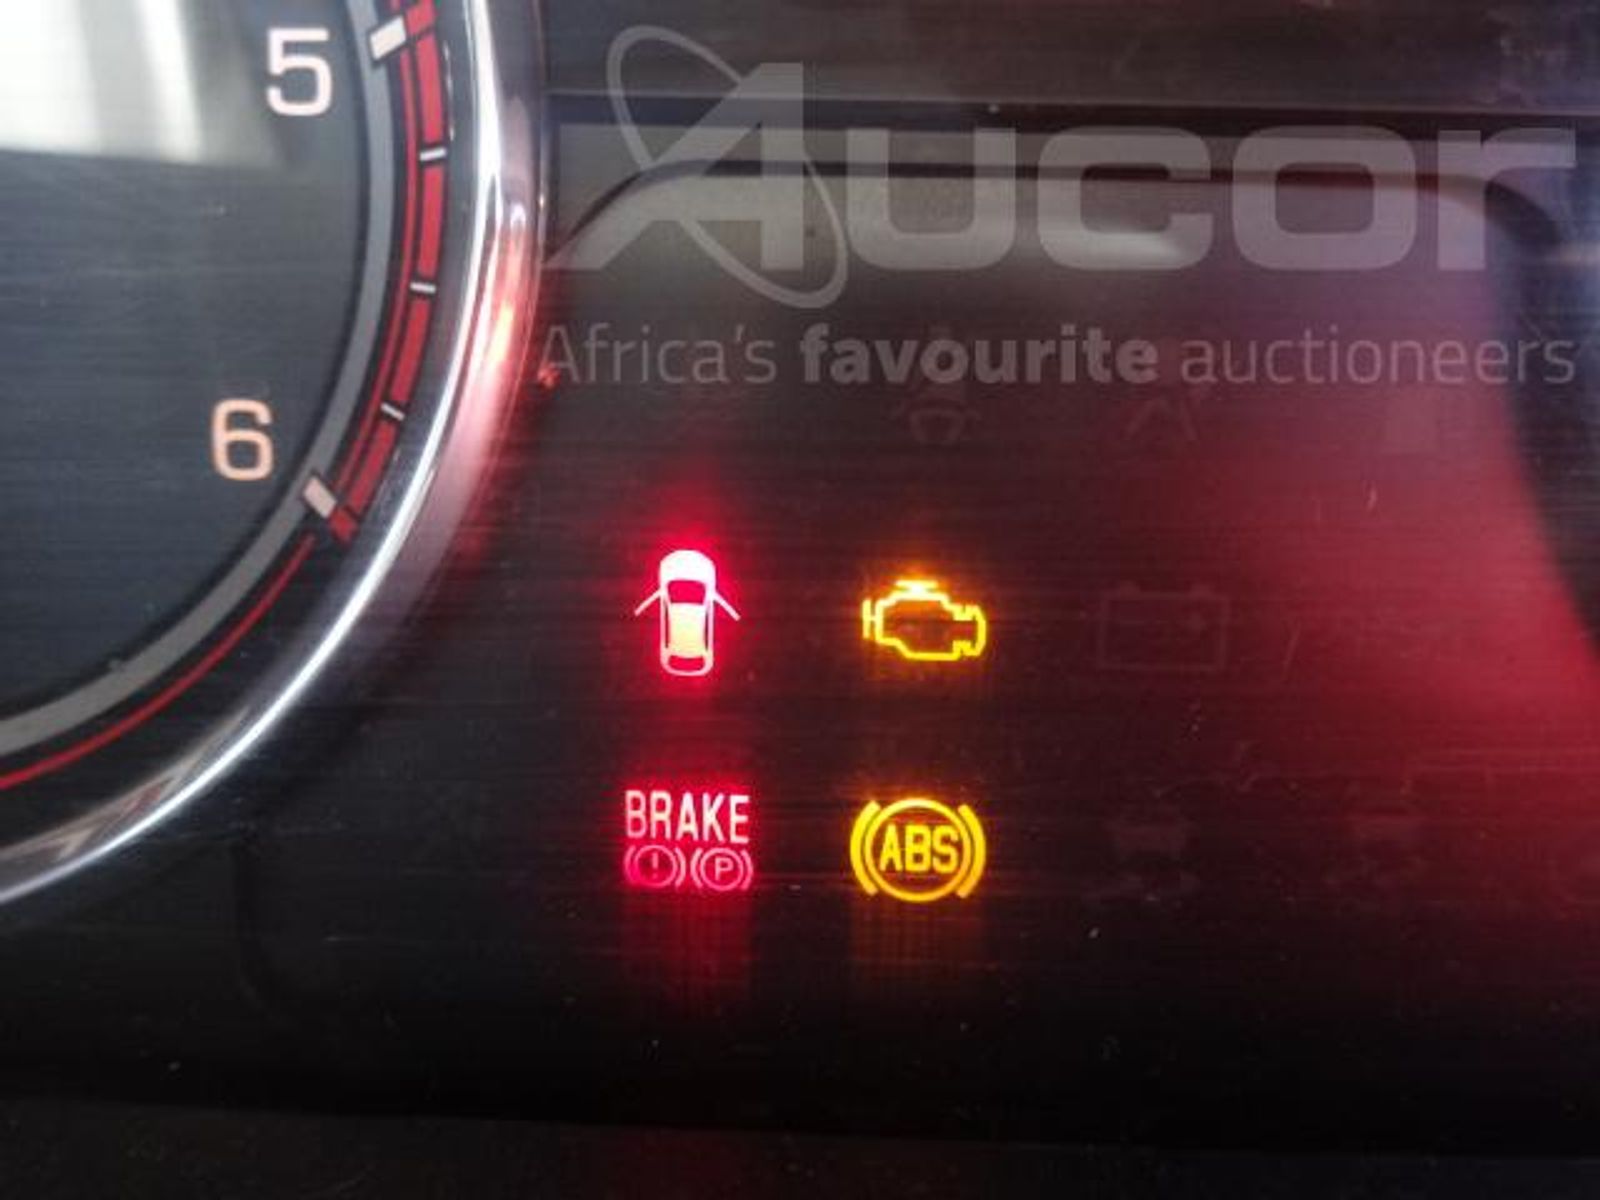 5
Aucor
Africa's favourite auctioneers
6
BRAKE
! P
ABS